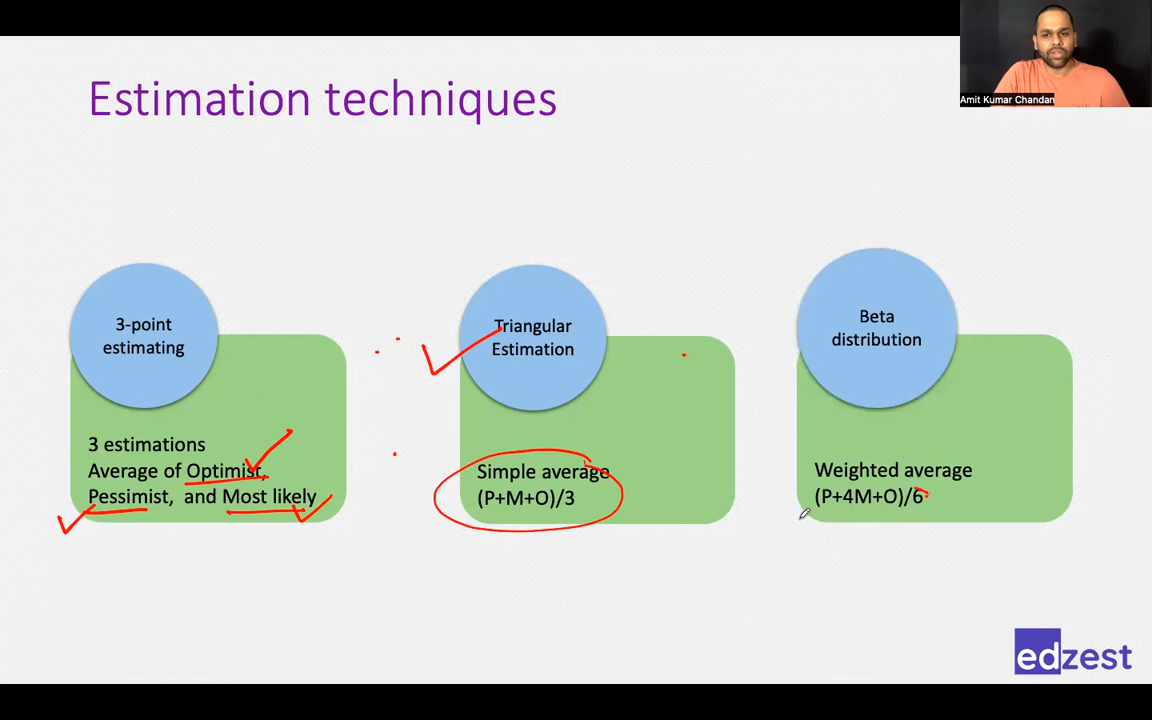 Estimation techniques
Amit Kumar Chandan
3-point
estimating
3 estimations
Average of Optimist,
Pessimist, and Most likely
Triangular
Estimation
Simple average
(P+M+O)/3
Beta
distribution
Weighted average
(P+4M+O)/6
edzest